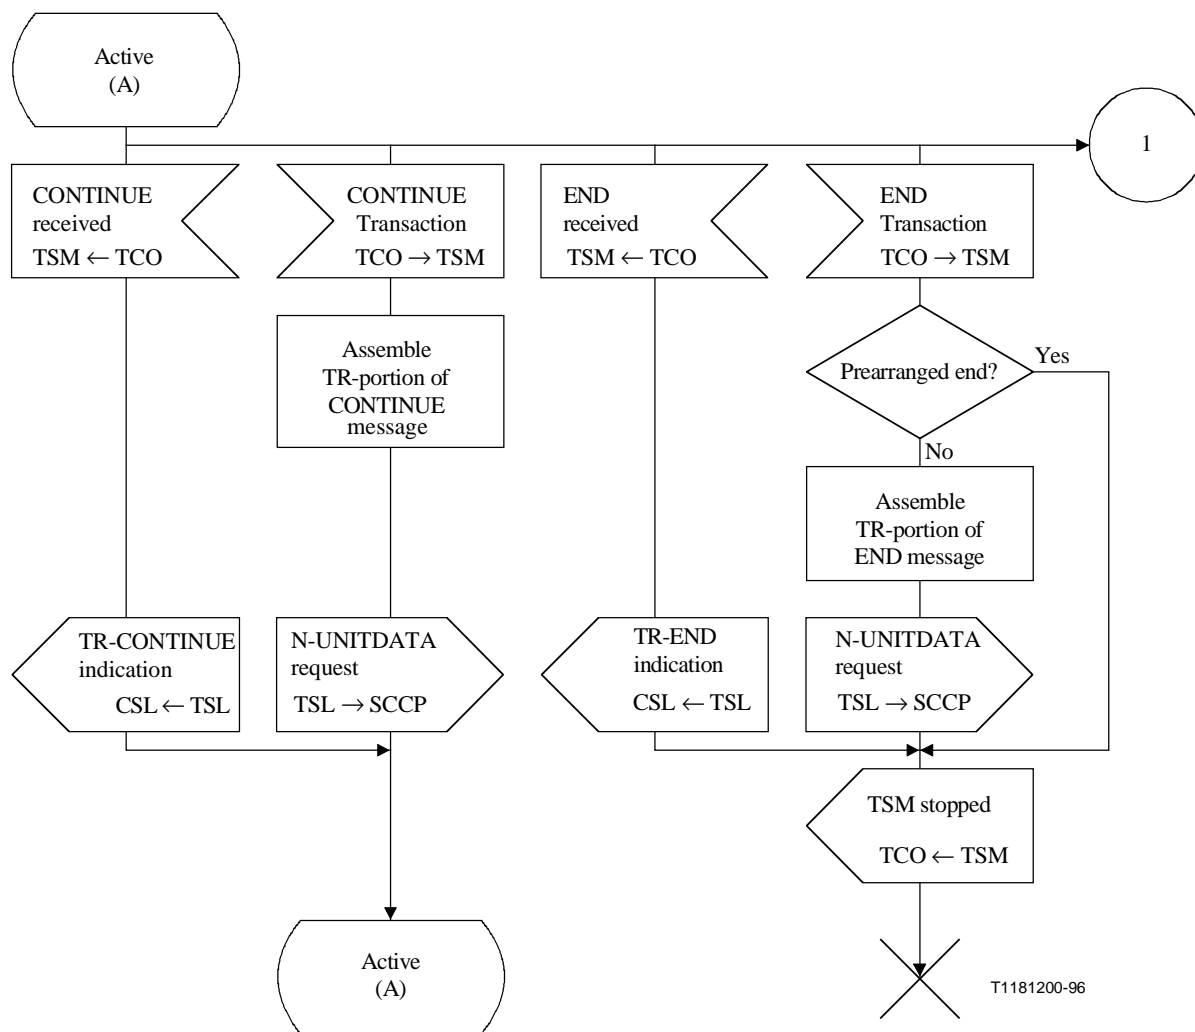 Active
(A)
1
CONTINUE
received
TSM ← TCO
CONTINUE
Transaction
TCO → TSM
END
received
TSM ← TCO
END
Transaction
TCO → TSM
Assemble
TR-portion of
CONTINUE
message
Prearranged end?
Yes
No
Assemble
TR-portion of
END message
TR-CONTINUE
indication
CSL ← TSL
N-UNITDATA
request
TSL → SCCP
TR-END
indication
CSL ← TSL
N-UNITDATA
request
TSL → SCCP
TSM stopped
TCO ← TSM
Active
(A)
T1181200-96